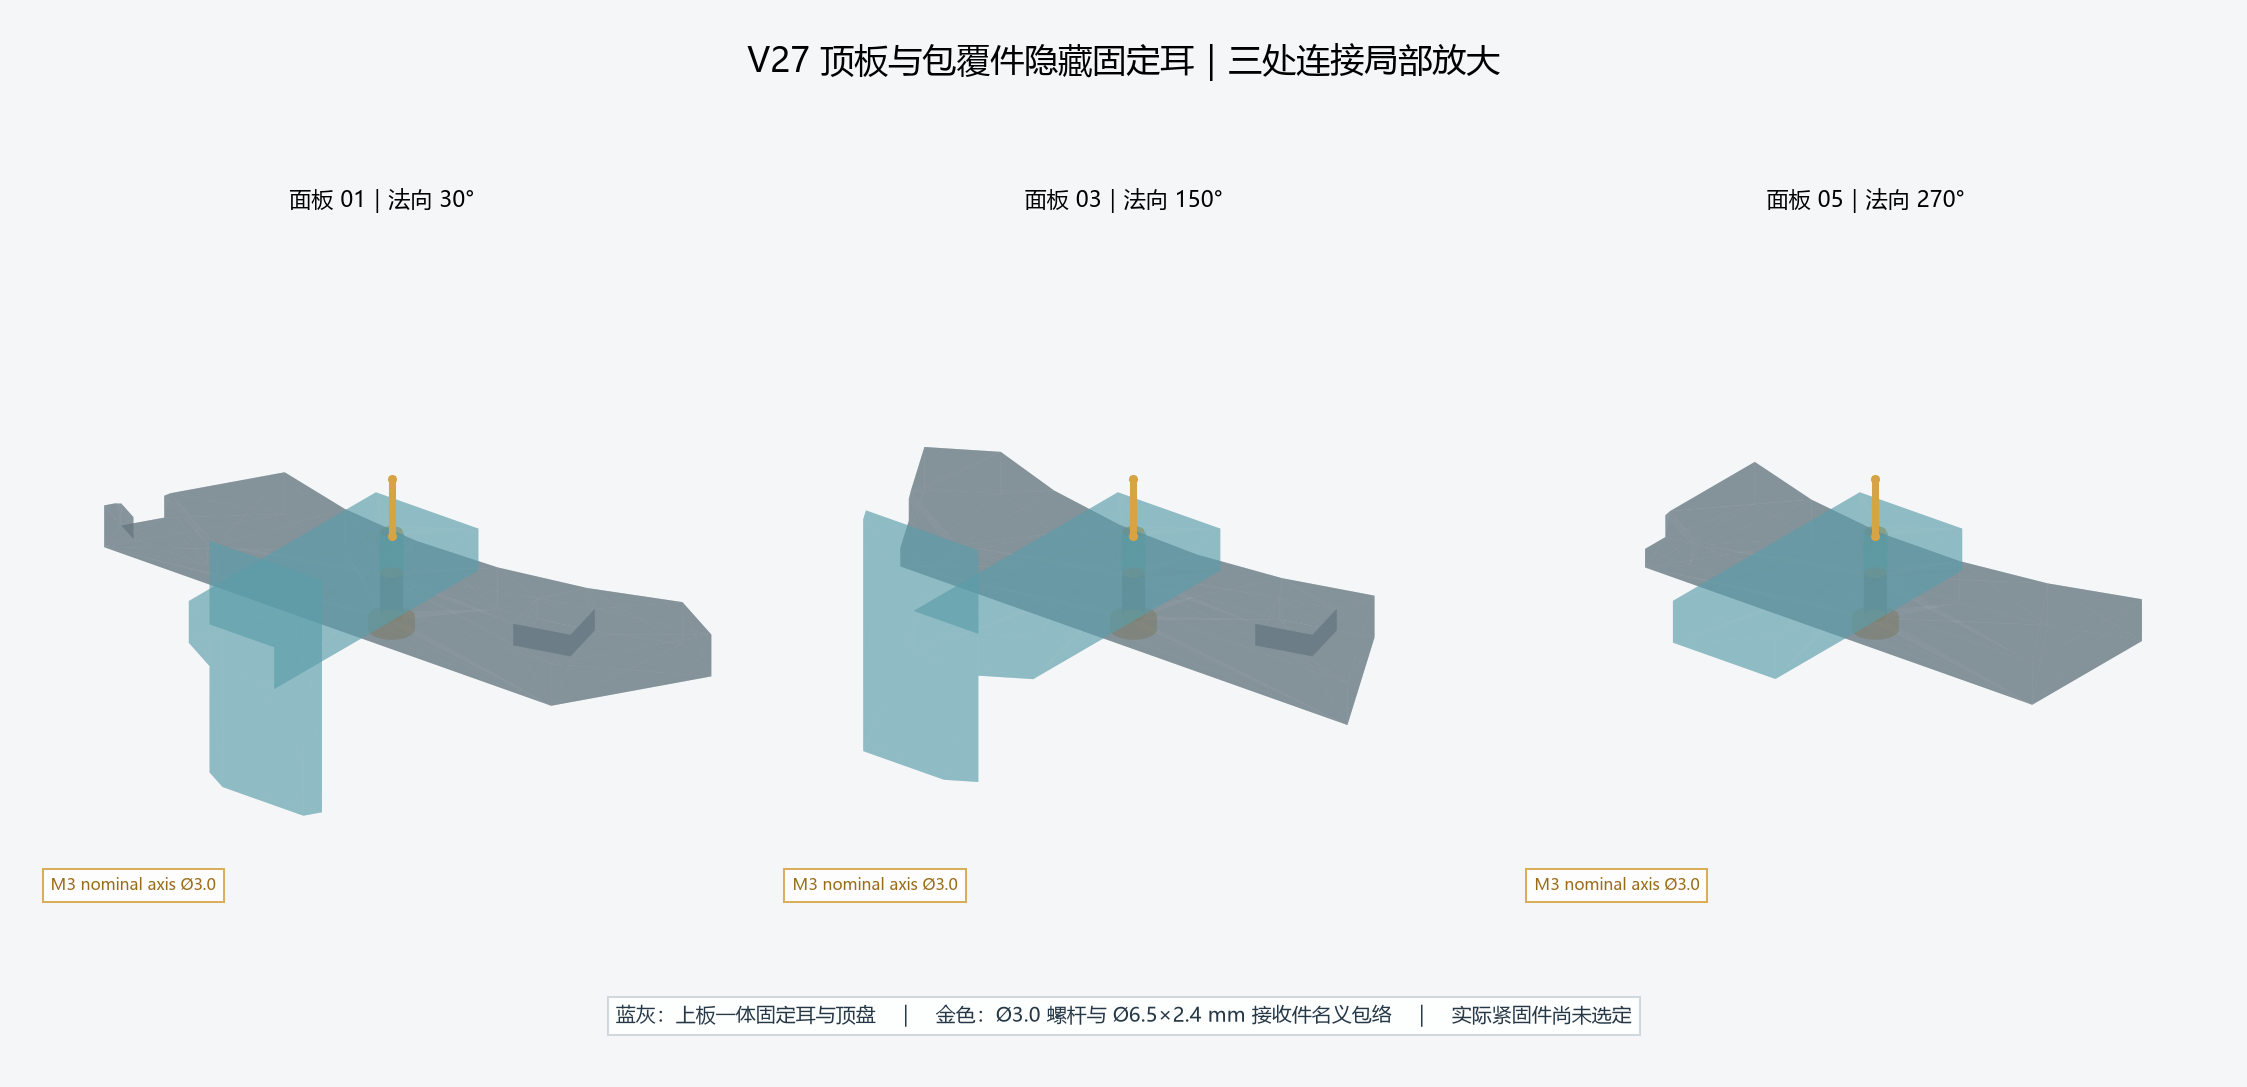 V27 顶板与包覆件隐藏固定耳｜三处连接局部放大
面板 01｜法向 30°
面板 03｜法向 150°
面板 05｜法向 270°
M3 nominal axis Ø3.0
M3 nominal axis Ø3.0
M3 nominal axis Ø3.0
蓝灰：上板一体固定耳与顶盘 ｜ 金色：Ø3.0 螺杆与 Ø6.5×2.4 mm 接收件名义包络 ｜ 实际紧固件尚未选定